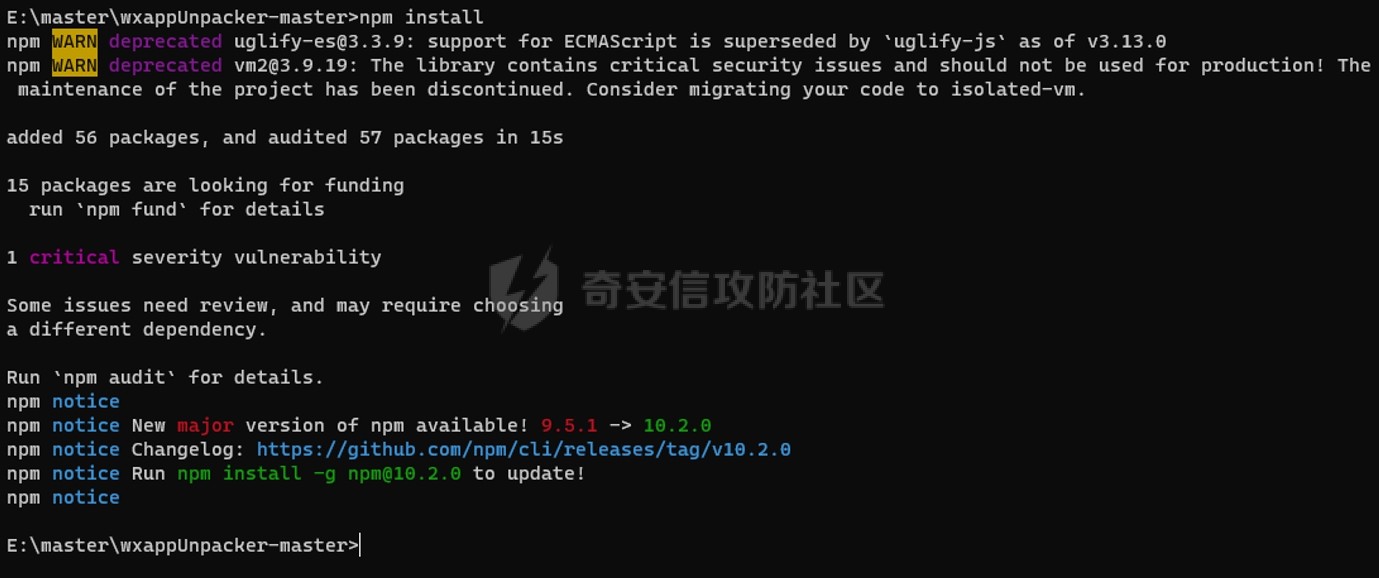 E:\master\wxappUnpacker-master>npm install
npm WARN deprecated uglify-es@3.3.9: support for ECMAScript is superseded by `uglify-js` as of v3.13.0
npm WARN deprecated vm2@3.9.19: The library contains critical security issues and should not be used for production! The
 maintenance of the project has been discontinued. Consider migrating your code to isolated-vm.
added 56 packages, and audited 57 packages in 15s
15 packages are looking for funding
  run `npm fund` for details
1 critical severity vulnerability
奇安信攻防社区
Some issues need review, and may require choosing
a different dependency.
Run `npm audit` for details.
npm notice
npm notice New major version of npm available! 9.5.1 -> 10.2.0
npm notice Changelog: https://github.com/npm/cli/releases/tag/v10.2.0
npm notice Run npm install -g npm@10.2.0 to update!
npm notice
E:\master\wxappUnpacker-master>